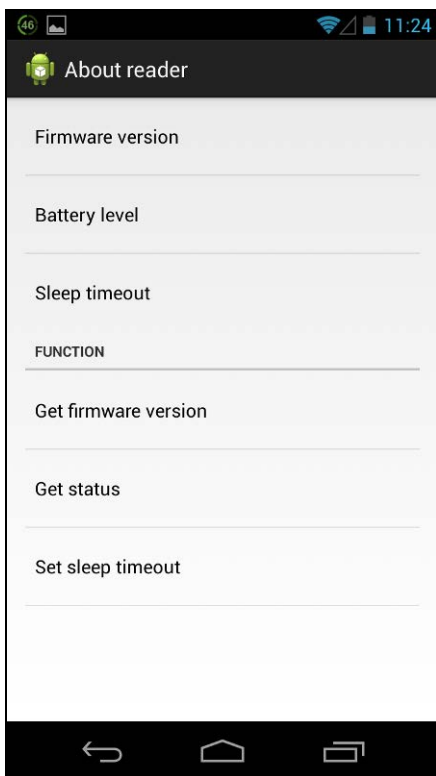 46
11:24
About reader
Firmware version
Battery level
Sleep timeout
FUNCTION
Get firmware version
Get status
Set sleep timeout